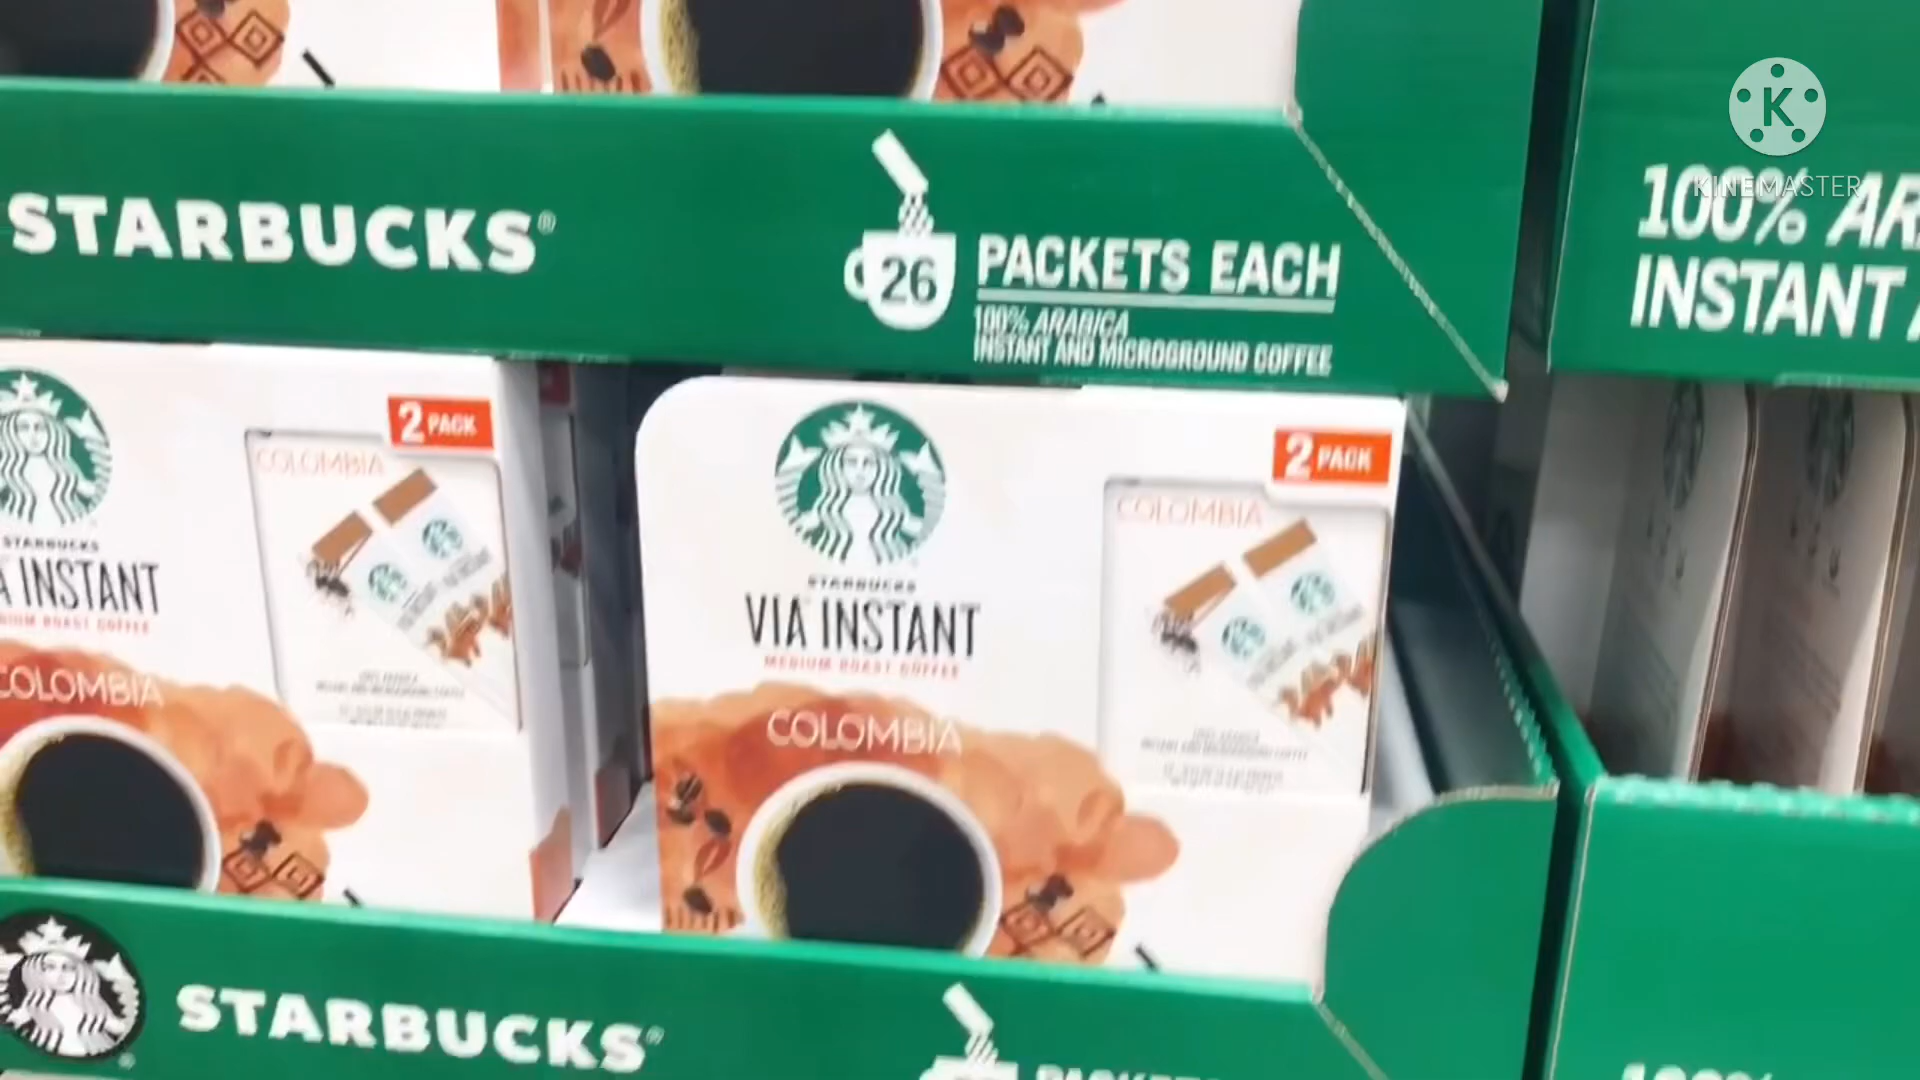 STARBUCKS®
26
PACKETS EACH
100% ARABICA
INSTANT AND MICROGROUND COFFEE
KINEMASTER
100%
INSTANT
2 PACK
COLOMBIA
STARBUCKS
INSTANT
COLOMBIA
2 PACK
COLOMBIA
STARBUCKS
VIA INSTANT
MEDIUM ROAST COFFEE
COLOMBIA
STARBUCKS®